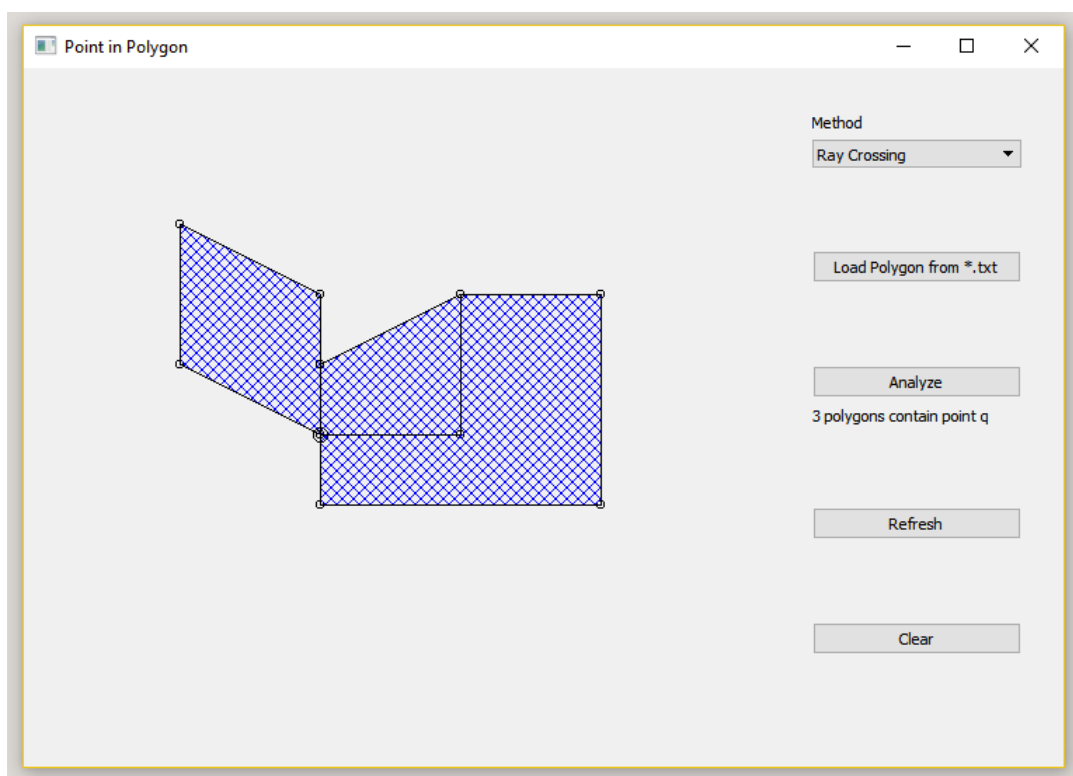 Point in Polygon
Method
Ray Crossing
Load Polygon from *.txt
Analyze
3 polygons contain point q
Refresh
Clear